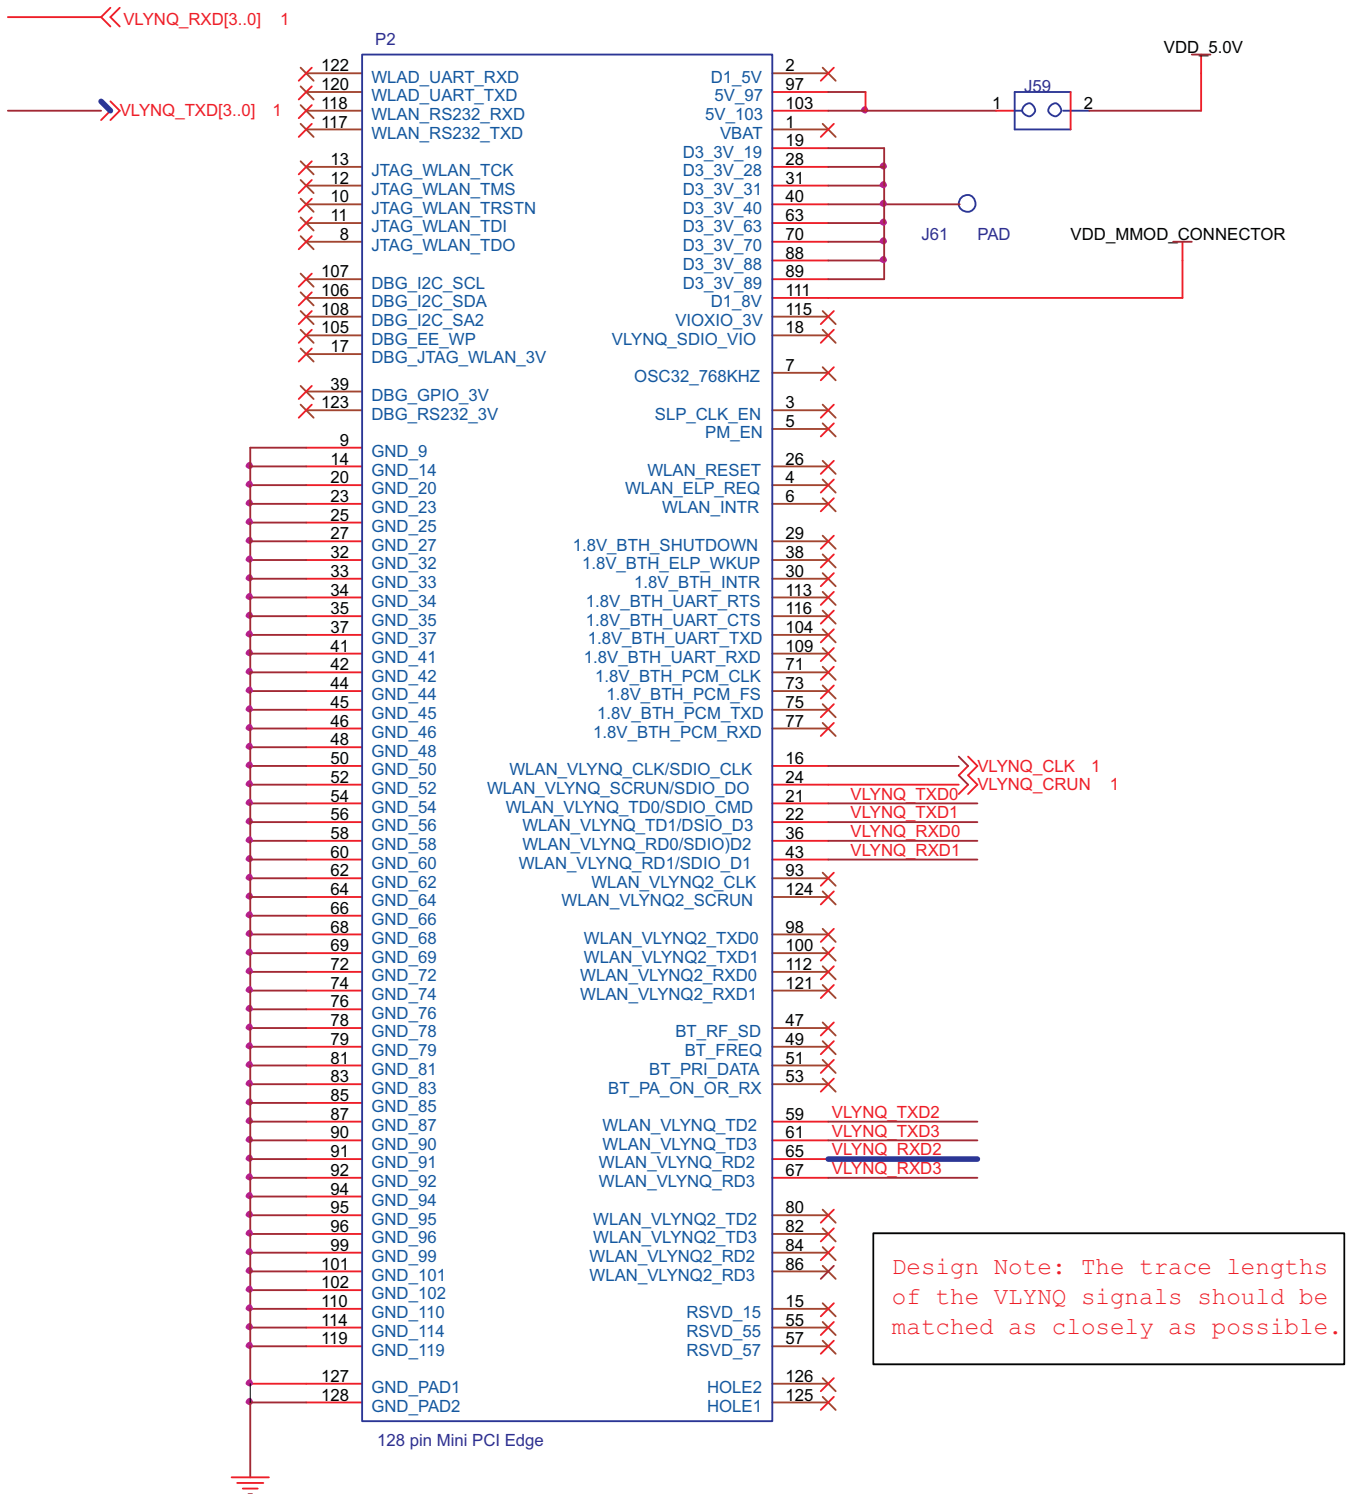 VLYNQ_RXD[3..0] 1
VLYNQ_TXD[3..0] 1
P2
122 WLAD_UART_RXD
120 WLAD_UART_TXD
118 WLAN_RS232_RXD
117 WLAN_RS232_TXD
13 JTAG_WLAN_TCK
12 JTAG_WLAN_TMS
10 JTAG_WLAN_TRSTN
11 JTAG_WLAN_TDI
8 JTAG_WLAN_TDO
107 DBG_I2C_SCL
106 DBG_I2C_SDA
108 DBG_I2C_SA2
105 DBG_EE_WP
17 DBG_JTAG_WLAN_3V
39 DBG_GPIO_3V
123 DBG_RS232_3V
9 GND_9
14 GND_14
20 GND_20
23 GND_23
25 GND_25
27 GND_27
32 GND_32
33 GND_33
34 GND_34
35 GND_35
37 GND_37
41 GND_41
42 GND_42
44 GND_44
45 GND_45
46 GND_46
48 GND_48
50 GND_50
52 GND_52
54 GND_54
56 GND_56
58 GND_58
60 GND_60
62 GND_62
64 GND_64
66 GND_66
68 GND_68
69 GND_69
72 GND_72
74 GND_74
76 GND_76
78 GND_78
79 GND_79
81 GND_81
83 GND_83
85 GND_85
87 GND_87
90 GND_90
91 GND_91
92 GND_92
94 GND_94
95 GND_95
96 GND_96
99 GND_99
101 GND_101
102 GND_102
110 GND_110
114 GND_114
119 GND_119
127 GND_PAD1
128 GND_PAD2
D1_5V 2
5V_97 97
5V_103 103
VBAT 1
D3_3V_19 19
D3_3V_28 28
D3_3V_31 31
D3_3V_40 40
D3_3V_63 63
D3_3V_70 70
D3_3V_88 88
D3_3V_89 89
D1_8V 111
VIOXIO_3V 115
VLYNQ_SDIO_VIO 18
OSC32_768KHZ 7
SLP_CLK_EN 3
PM_EN 5
WLAN_RESET 26
WLAN_ELP_REQ 4
WLAN_INTR 6
1.8V_BTH_SHUTDOWN 29
1.8V_BTH_ELP_WKUP 38
1.8V_BTH_INTR 30
1.8V_BTH_UART_RTS 113
1.8V_BTH_UART_CTS 116
1.8V_BTH_UART_TXD 104
1.8V_BTH_UART_RXD 109
1.8V_BTH_PCM_CLK 71
1.8V_BTH_PCM_FS 73
1.8V_BTH_PCM_TXD 75
1.8V_BTH_PCM_RXD 77
WLAN_VLYNQ_CLK/SDIO_CLK 16 VLYNQ_CLK 1
WLAN_VLYNQ_SCRUN/SDIO_DO 24 VLYNQ_CRUN 1
WLAN_VLYNQ_TD0/SDIO_CMD 21 VLYNQ_TXD0
WLAN_VLYNQ_TD1/DSIO_D3 22 VLYNQ_TXD1
WLAN_VLYNQ_RD0/SDIO)D2 36 VLYNQ_RXD0
WLAN_VLYNQ_RD1/SDIO_D1 43 VLYNQ_RXD1
WLAN_VLYNQ2_CLK 93
WLAN_VLYNQ2_SCRUN 124
WLAN_VLYNQ2_TXD0 98
WLAN_VLYNQ2_TXD1 100
WLAN_VLYNQ2_RXD0 112
WLAN_VLYNQ2_RXD1 121
BT_RF_SD 47
BT_FREQ 49
BT_PRI_DATA 51
BT_PA_ON_OR_RX 53
WLAN_VLYNQ_TD2 59 VLYNQ_TXD2
WLAN_VLYNQ_TD3 61 VLYNQ_TXD3
WLAN_VLYNQ_RD2 65 VLYNQ_RXD2
WLAN_VLYNQ_RD3 67 VLYNQ_RXD3
WLAN_VLYNQ2_TD2 80
WLAN_VLYNQ2_TD3 82
WLAN_VLYNQ2_RD2 84
WLAN_VLYNQ2_RD3 86
RSVD_15 15
RSVD_55 55
RSVD_57 57
HOLE2 126
HOLE1 125
128 pin Mini PCI Edge
VDD_5.0V
J59
1 2
J61 PAD
VDD_MMOD_CONNECTOR
Design Note: The trace lengths
of the VLYNQ signals should be
matched as closely as possible.